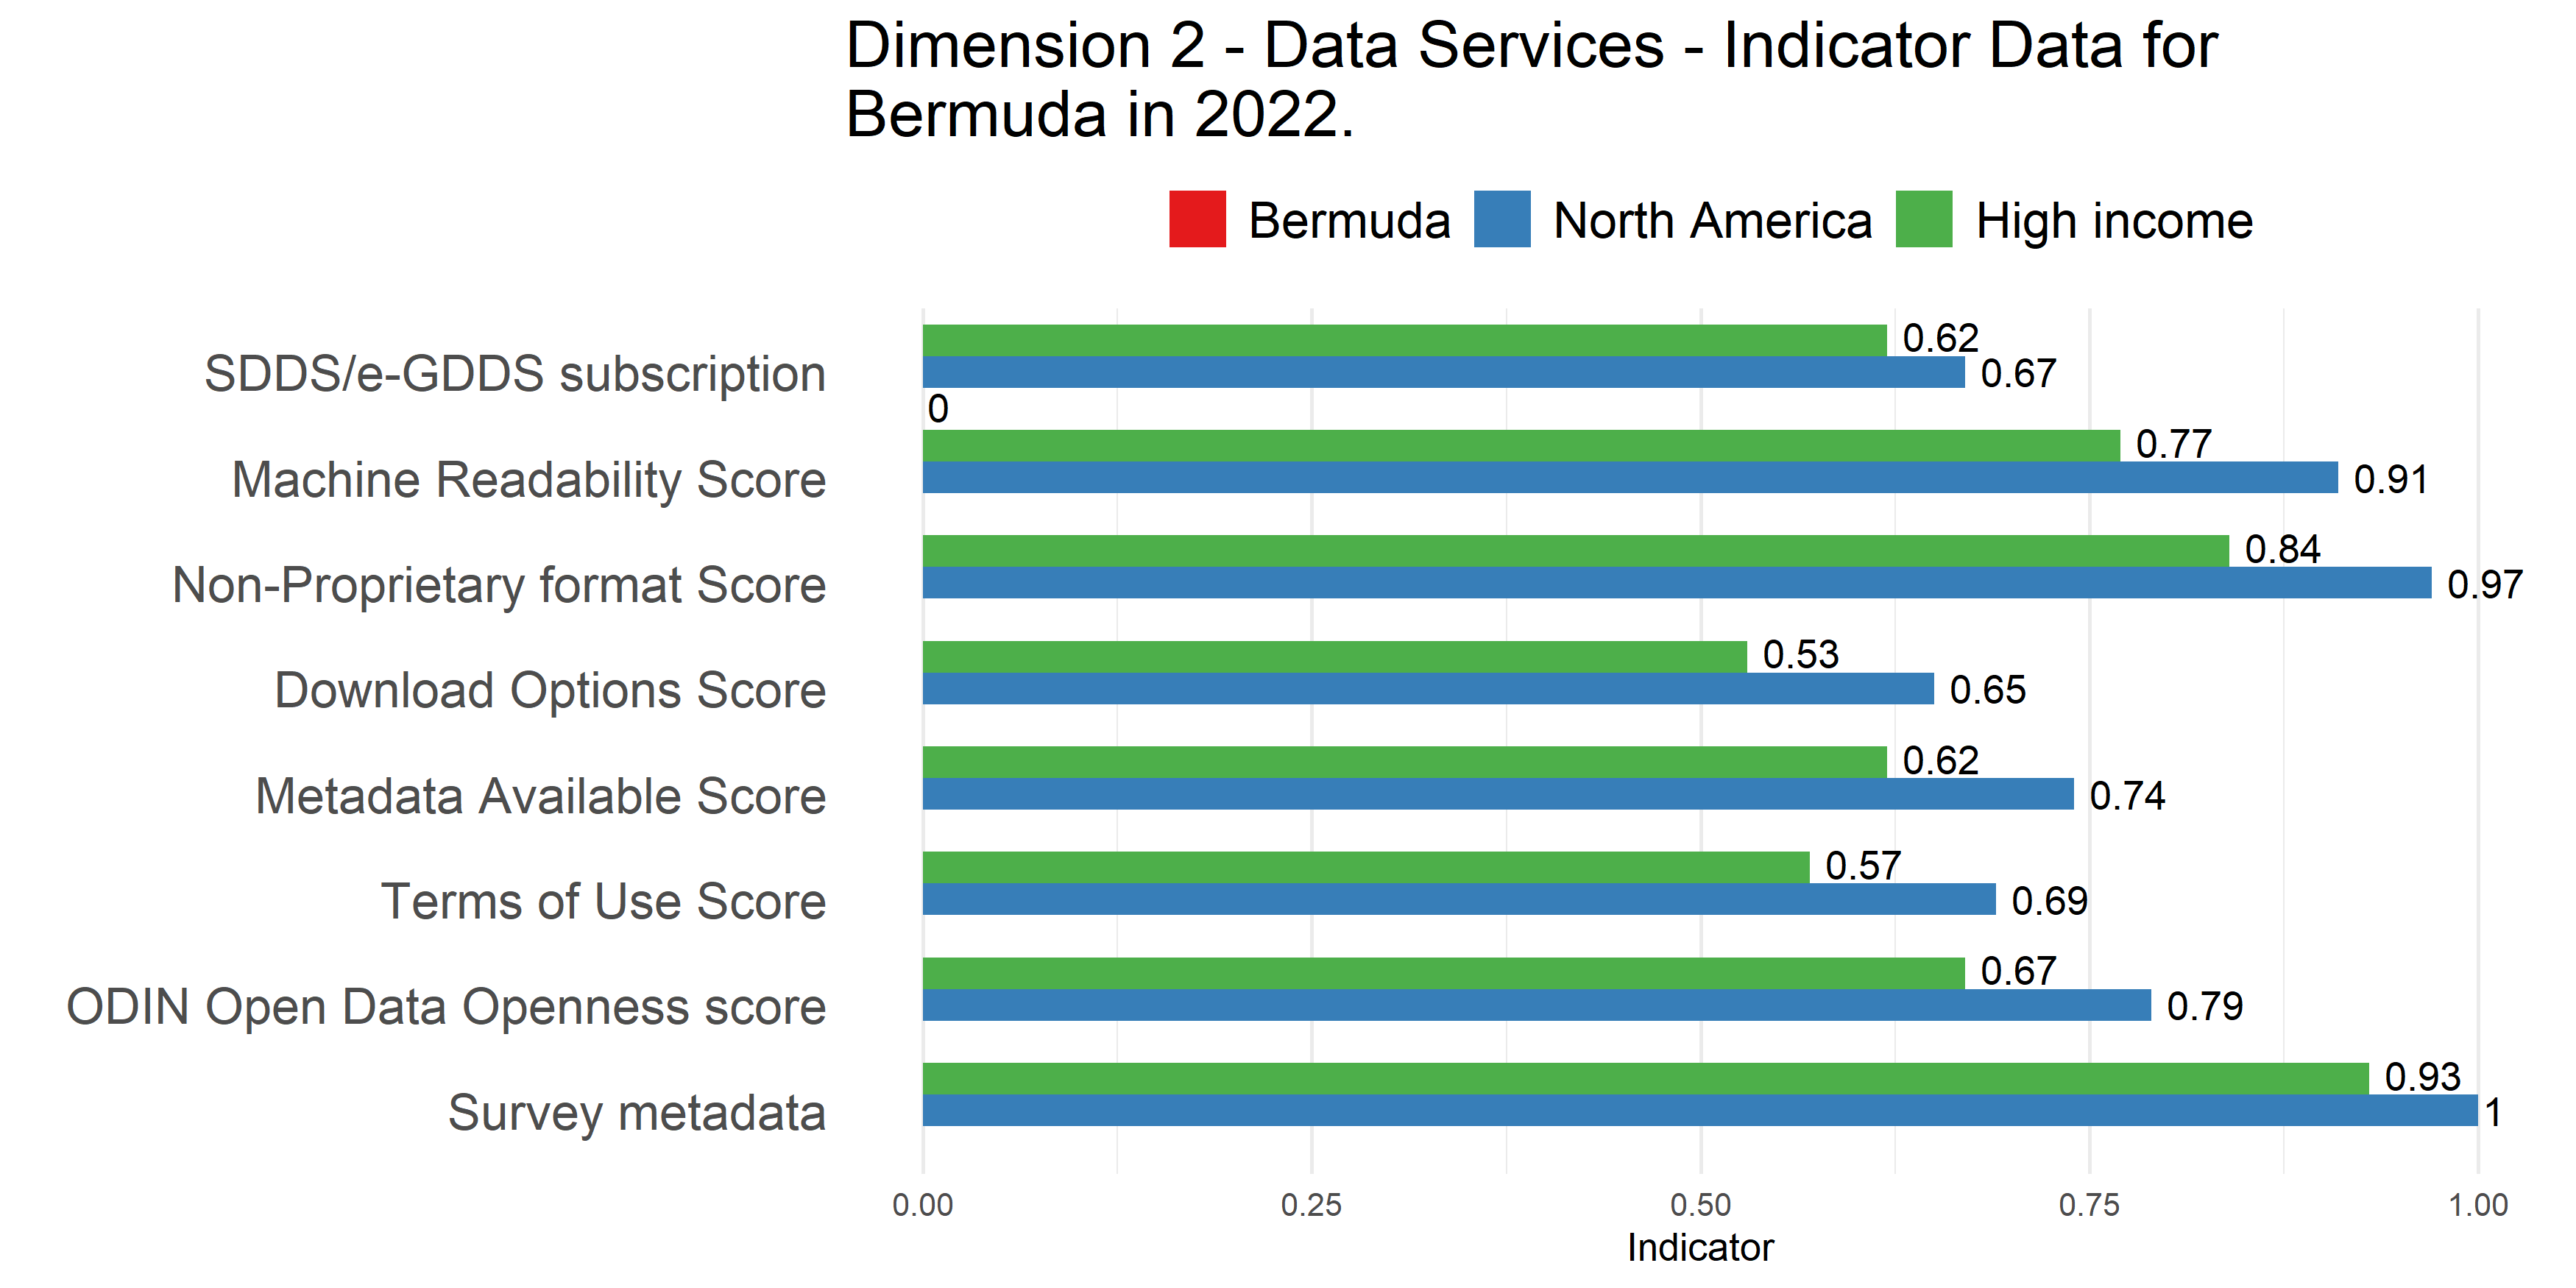 Dimension 2 - Data Services - Indicator Data for
Bermuda in 2022.
Bermuda North America High income
SDDS/e-GDDS subscription
0.62
0.67
0
Machine Readability Score
0.77
0.91
Non-Proprietary format Score
0.84
0.97
Download Options Score
0.53
0.65
Metadata Available Score
0.62
0.74
Terms of Use Score
0.57
0.69
ODIN Open Data Openness score
0.67
0.79
Survey metadata
0.93
1
0.00 0.25 0.50 0.75 1.00
Indicator